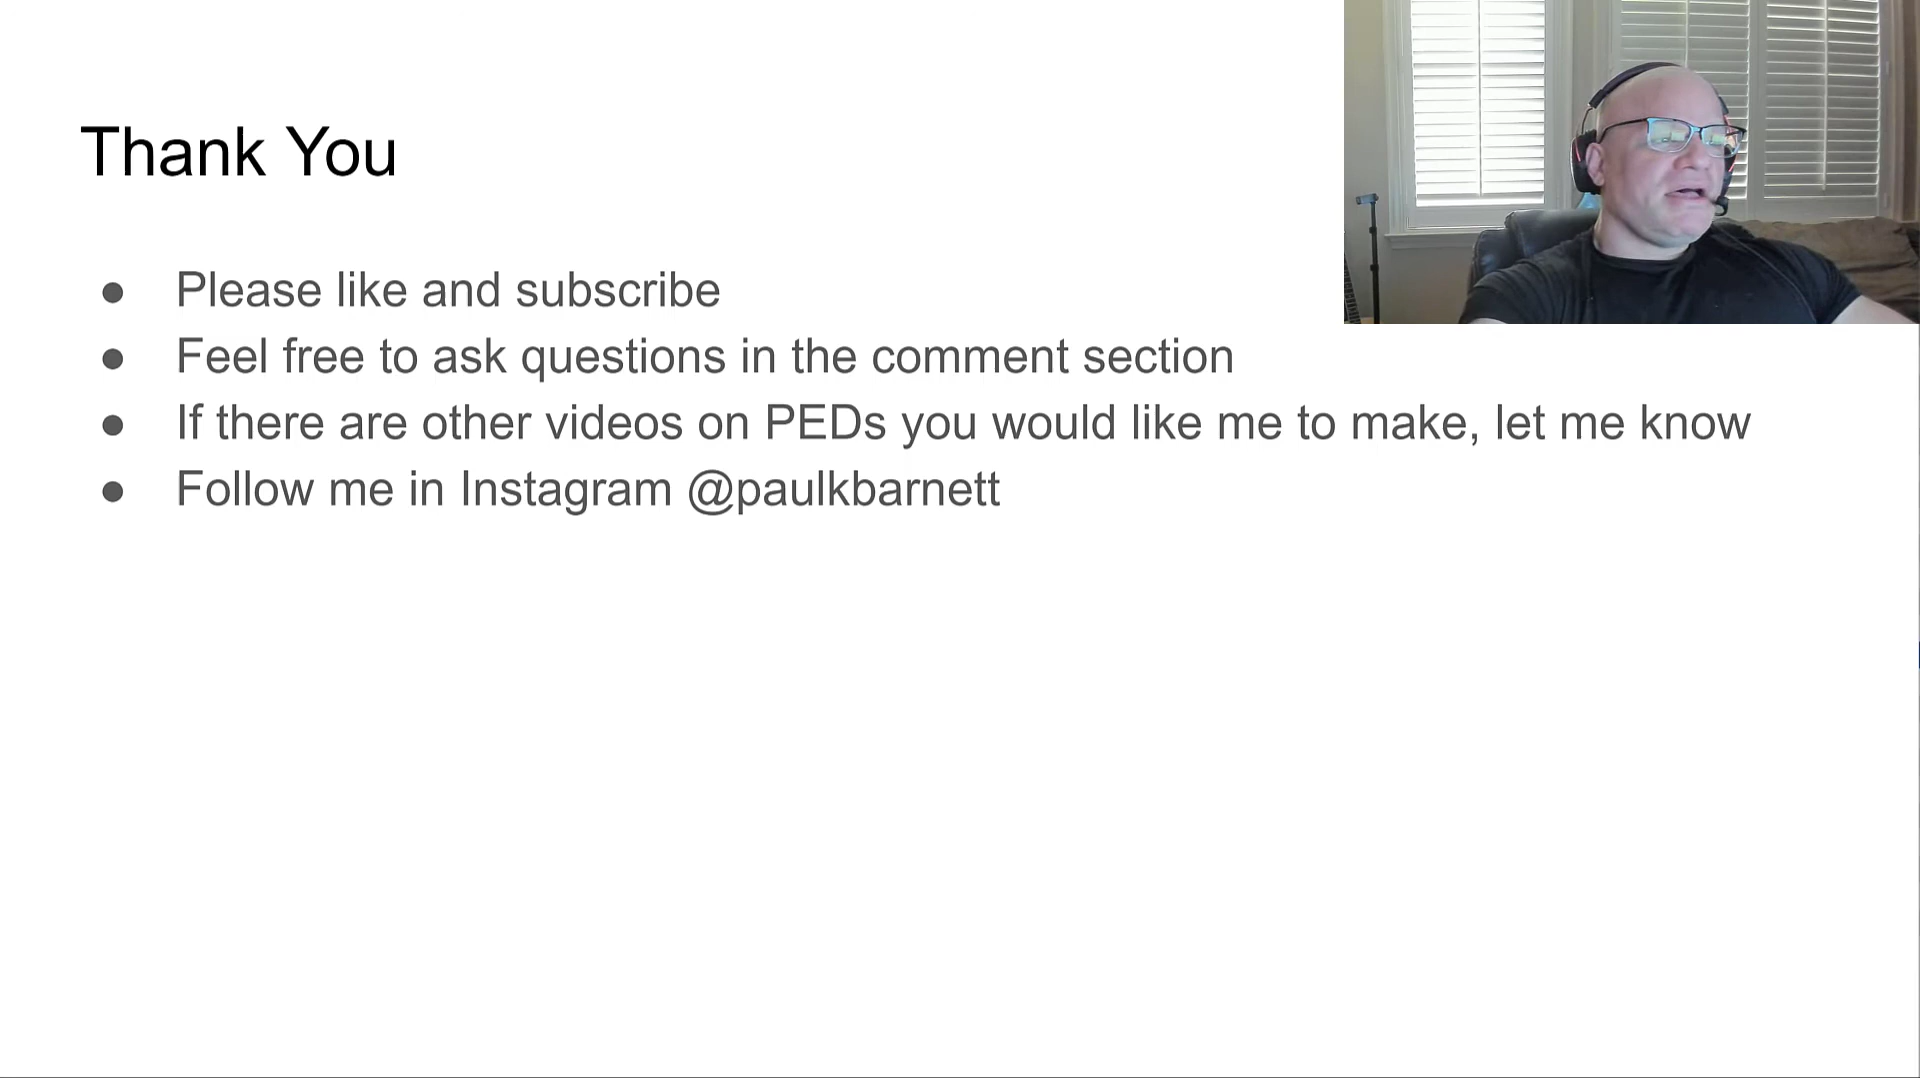 Thank You
● Please like and subscribe
● Feel free to ask questions in the comment section
● If there are other videos on PEDs you would like me to make, let me know
● Follow me in Instagram @paulkbarnett